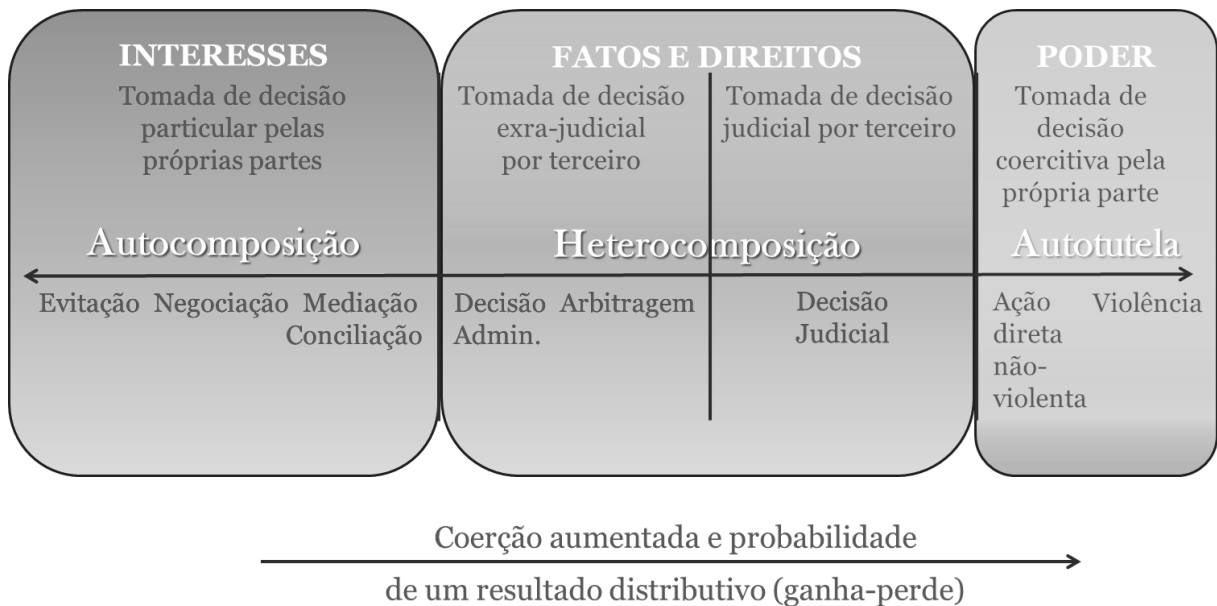 INTERESSES
Tomada de decisão
particular pelas
próprias partes
Autocomposição
Evitação
Negociação
Mediação
Conciliação
FATOS E DIREITOS
Tomada de decisão
exra-judicial
por terceiro
Tomada de decisão
judicial por terceiro
Heterocomposição
Decisão
Admin.
Arbitragem
Decisão
Judicial
PODER
Tomada de
decisão
coercitiva pela
própria parte
Autotutela
Ação
direta
não-
violenta
Violência
Coerção aumentada e probabilidade
de um resultado distributivo (ganha-perde)